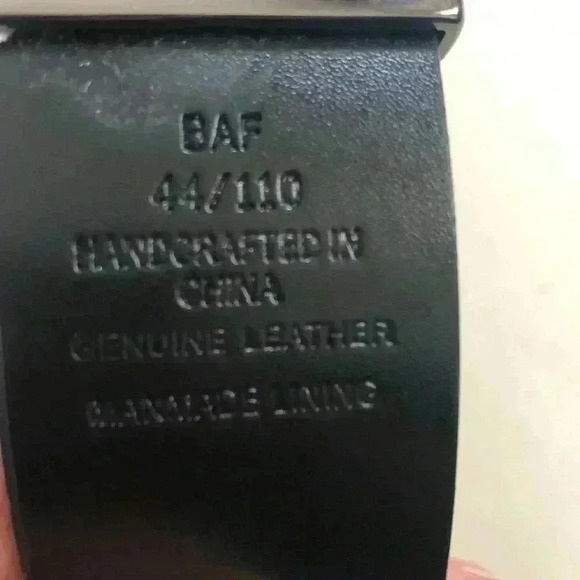 BAF
44/110
HANDCRAFTED IN
CHINA
GENUINE LEATHER
MANMADE LINING